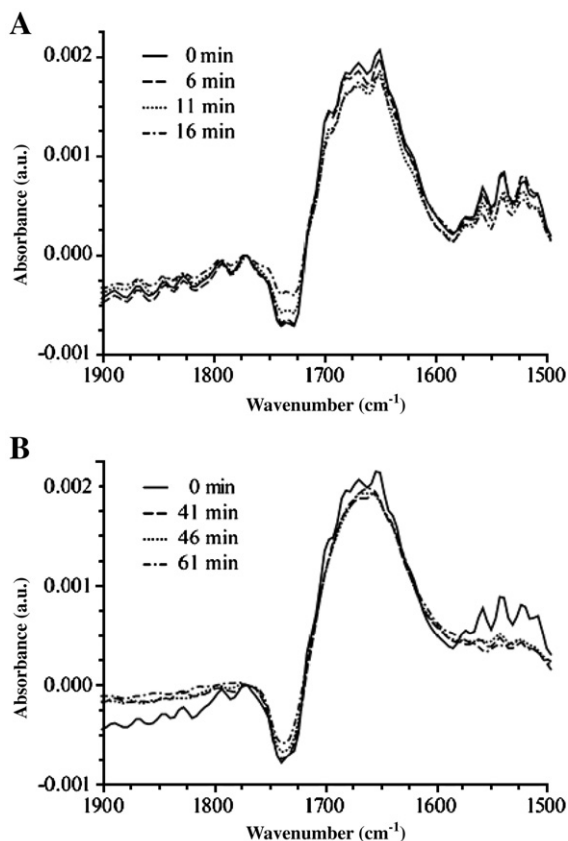 A
0.002
0.001
0.000
-0.001
Absorbance (a.u.)
0 min
6 min
11 min
16 min
1900 1800 1700 1600 1500
Wavenumber (cm⁻¹)
B
0.002
0.001
0.000
-0.001
Absorbance (a.u.)
0 min
41 min
46 min
61 min
1900 1800 1700 1600 1500
Wavenumber (cm⁻¹)